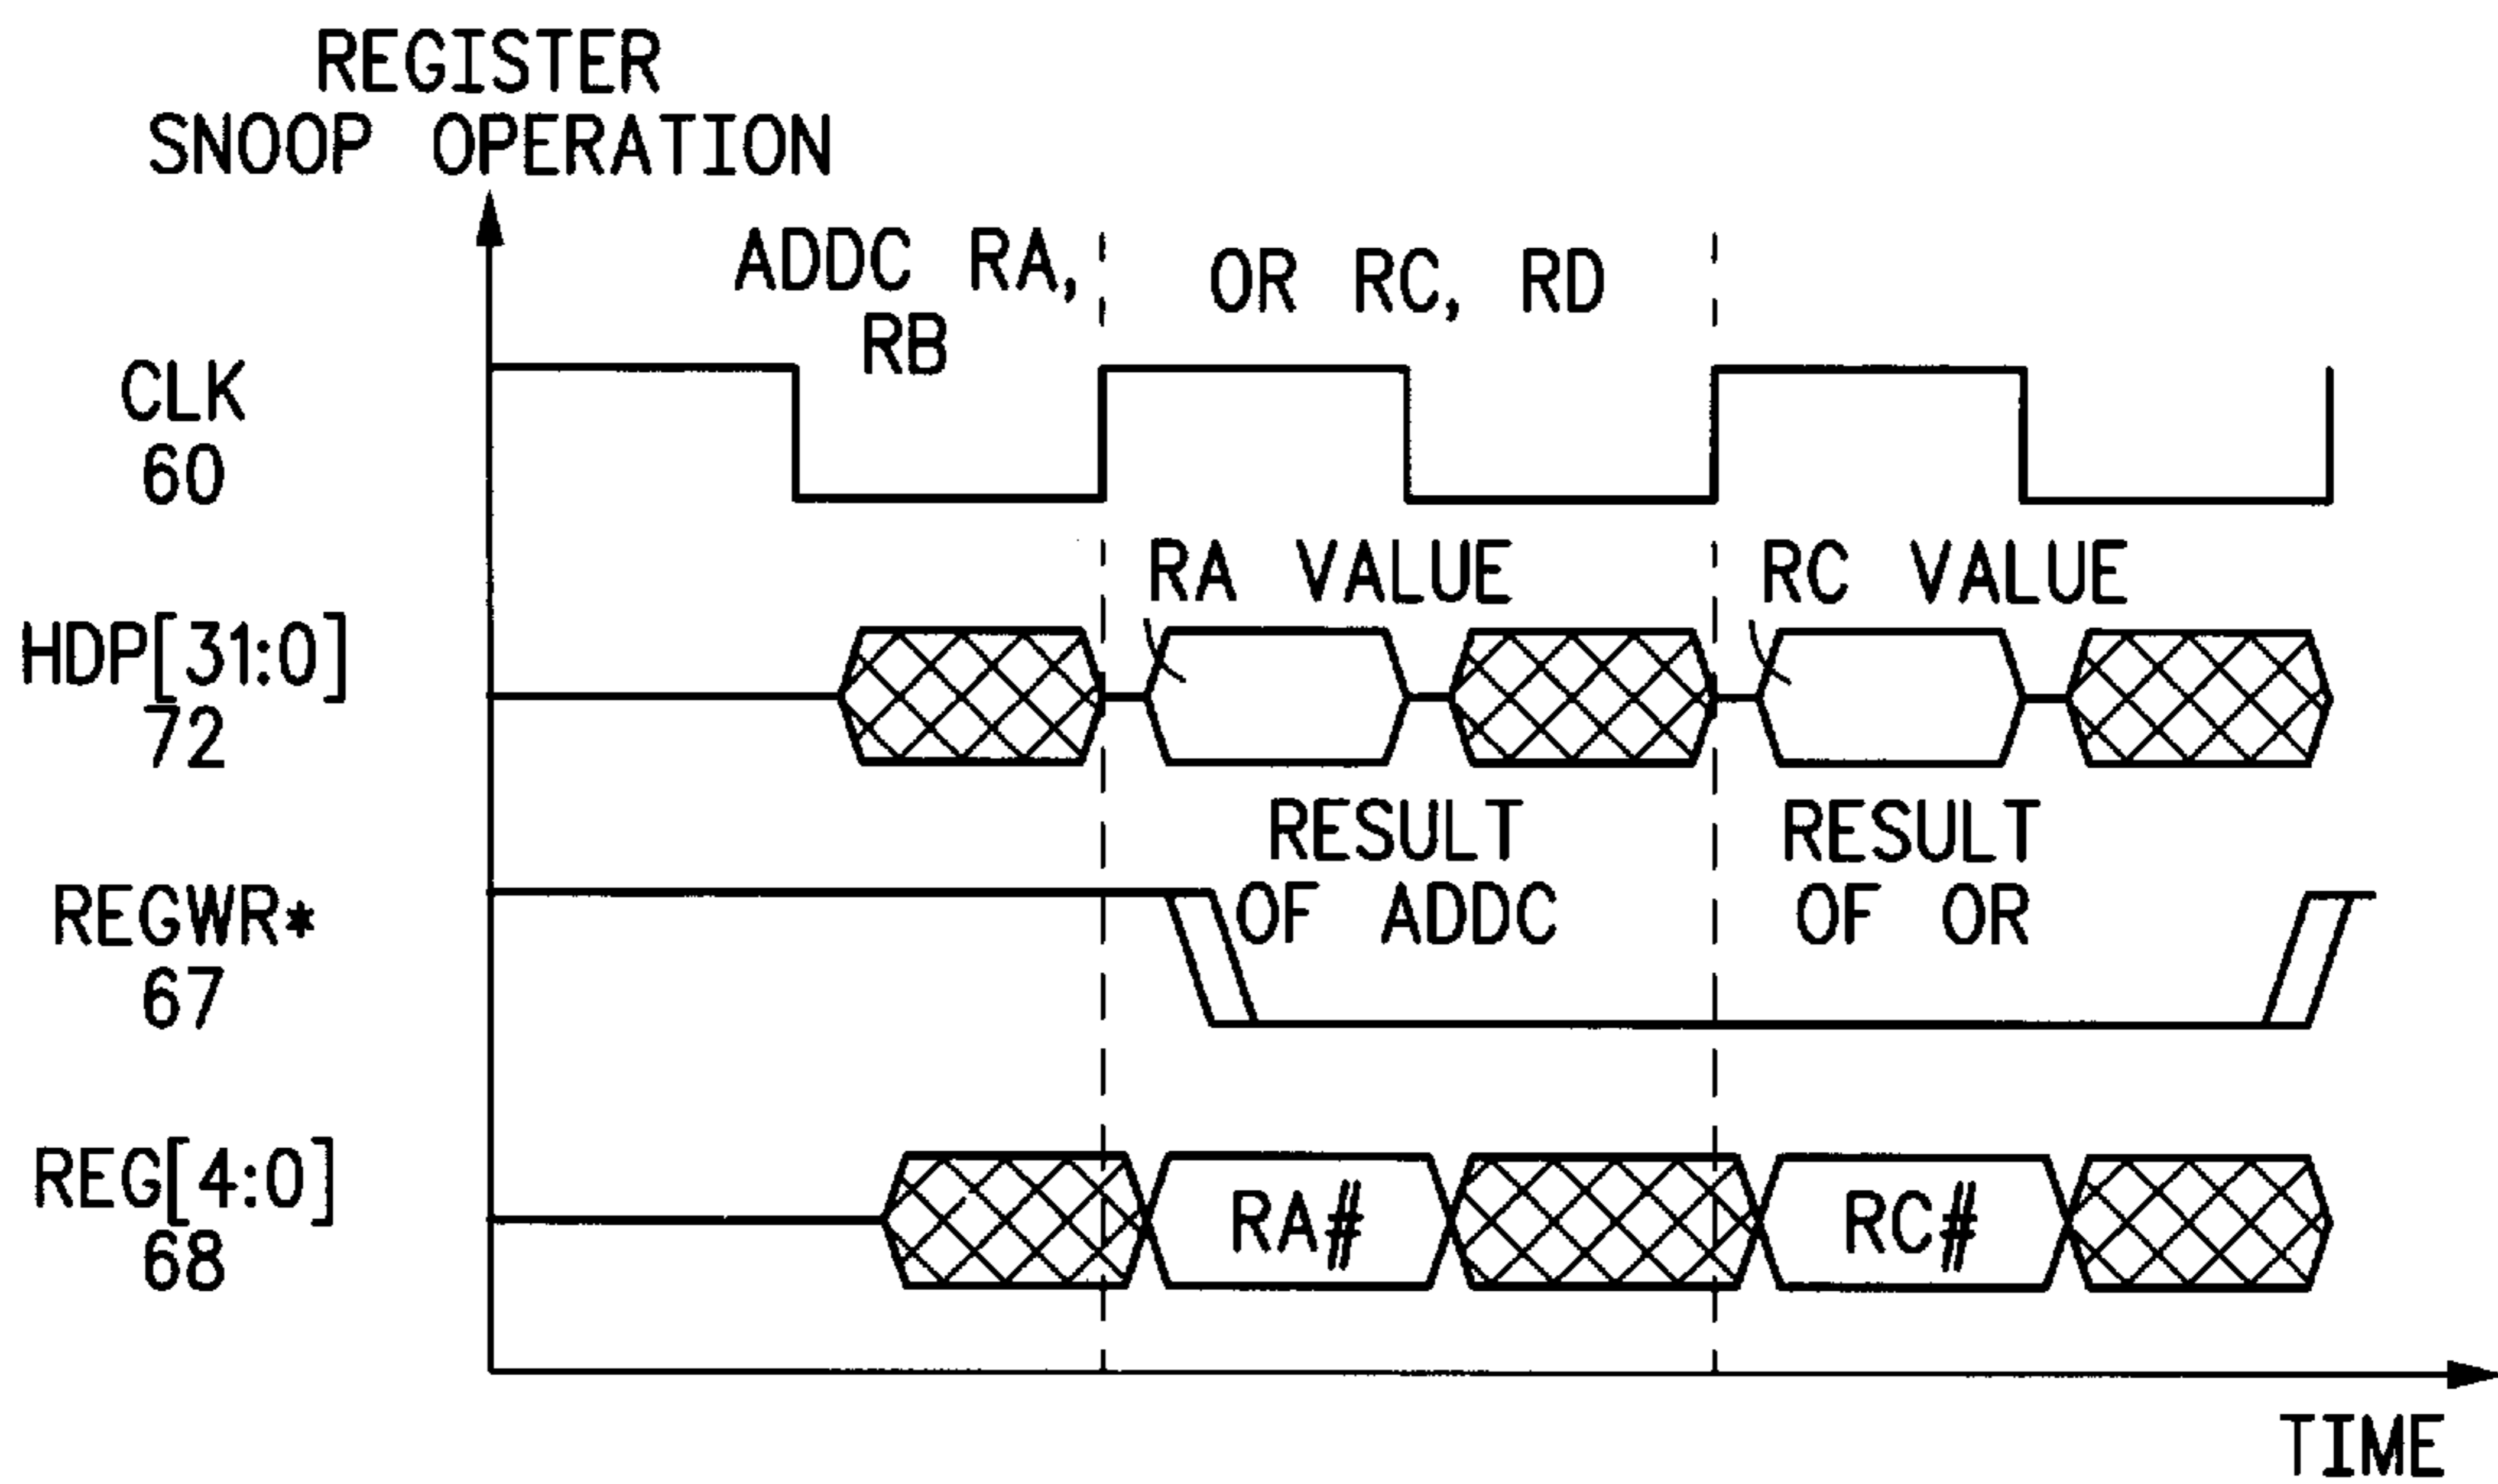 REGISTER
SNOOP OPERATION
ADDC RA,
RB
OR RC, RD
CLK
60
RA VALUE
RC VALUE
HDP[31:0]
72
RESULT
OF ADDC
RESULT
OF OR
REGWR*
67
REG[4:0]
68
RA#
RC#
TIME